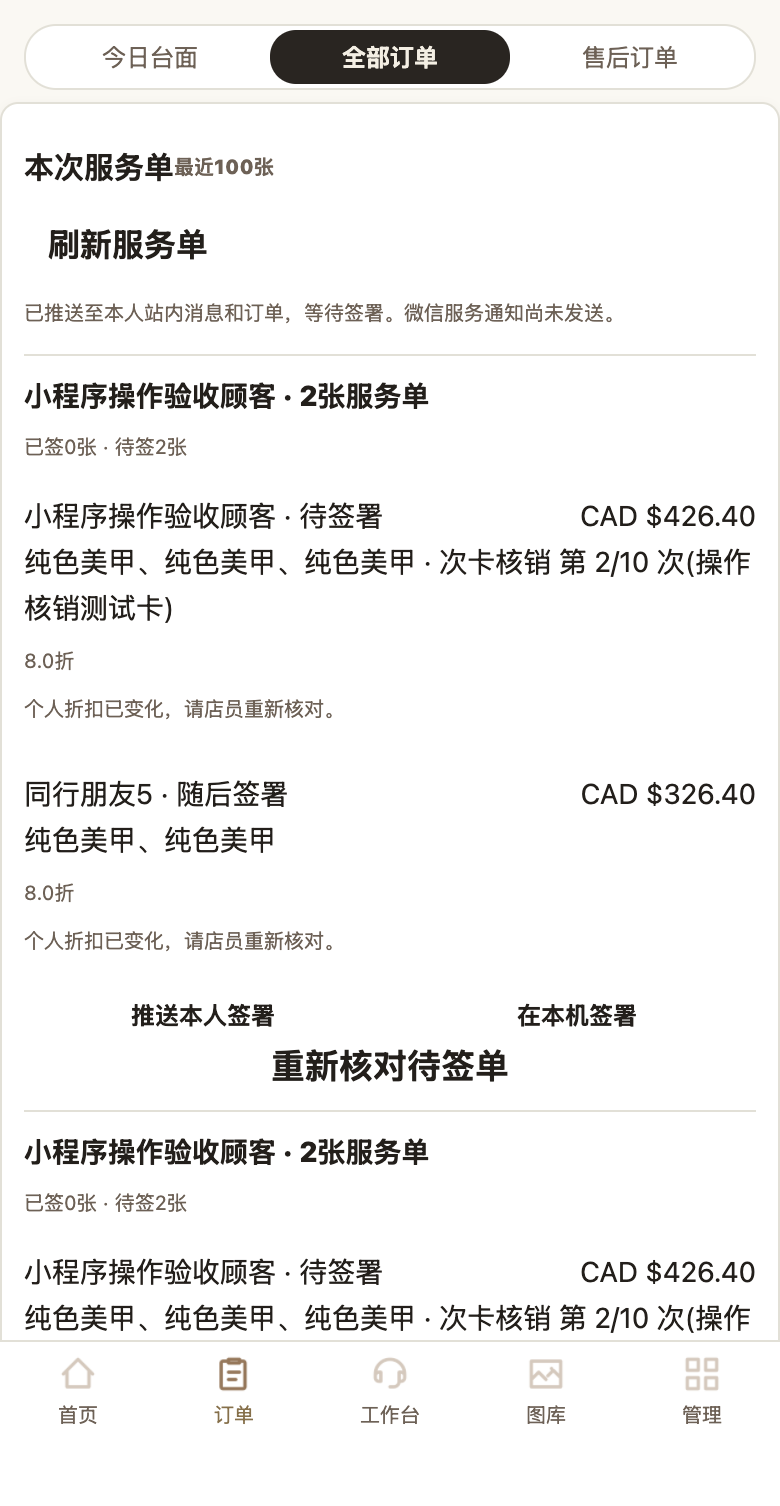 今日台面 全部订单 售后订单
本次服务单最近100张
刷新服务单
已推送至本人站内消息和订单，等待签署。微信服务通知尚未发送。
小程序操作验收顾客 · 2张服务单
已签0张 · 待签2张
小程序操作验收顾客 · 待签署 CAD $426.40
纯色美甲、纯色美甲、纯色美甲 · 次卡核销 第 2/10 次(操作
核销测试卡)
8.0折
个人折扣已变化，请店员重新核对。
同行朋友5 · 随后签署 CAD $326.40
纯色美甲、纯色美甲
8.0折
个人折扣已变化，请店员重新核对。
推送本人签署 在本机签署
重新核对待签单
小程序操作验收顾客 · 2张服务单
已签0张 · 待签2张
小程序操作验收顾客 · 待签署 CAD $426.40
纯色美甲、纯色美甲、纯色美甲 · 次卡核销 第 2/10 次(操作
首页 订单 工作台 图库 管理